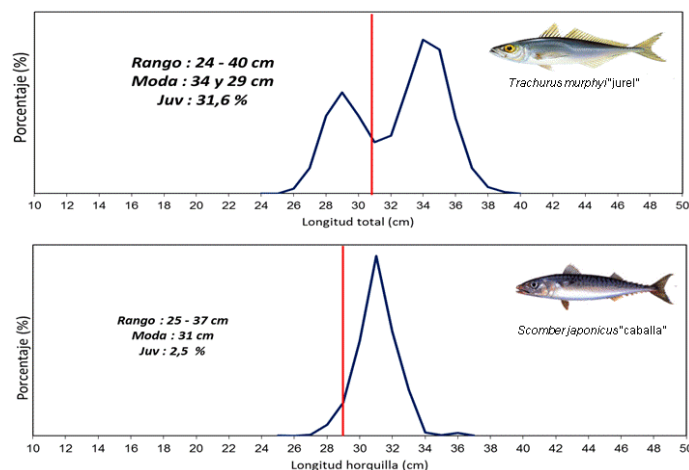 Porcentaje (%)
Rango : 24 - 40 cm
Moda : 34 y 29 cm
Juv : 31,6 %
Trachurus murphyi "jurel"
10 12 14 16 18 20 22 24 26 28 30 32 34 36 38 40 42 44 46 48 50
Longitud total (cm)
Porcentaje (%)
Rango : 25 - 37 cm
Moda : 31 cm
Juv : 2,5 %
Scomber japonicus "caballa"
10 12 14 16 18 20 22 24 26 28 30 32 34 36 38 40 42 44 46 48 50
Longitud horquilla (cm)